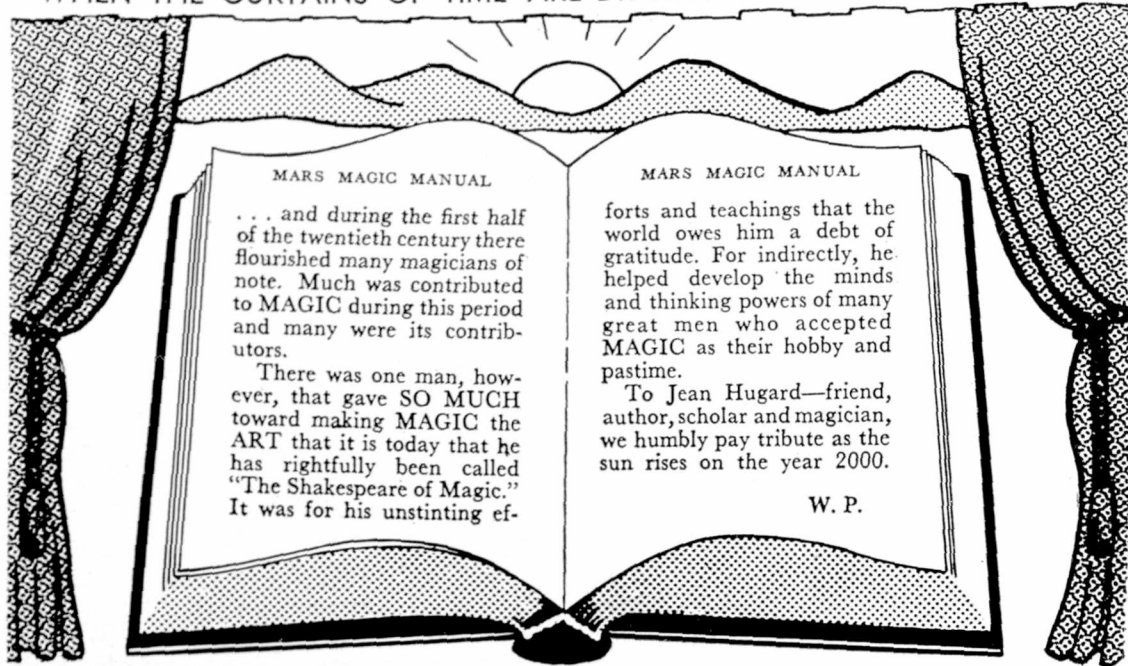 WHEN THE CURTAINS OF TIME ARE
MARS MAGIC MANUAL
. . . and during the first half
of the twentieth century there
flourished many magicians of
note. Much was contributed
to MAGIC during this period
and many were its contrib-
utors.
There was one man, how-
ever, that gave SO MUCH
toward making MAGIC the
ART that it is today that he
has rightfully been called
"The Shakespeare of Magic."
It was for his unstinting ef-
MARS MAGIC MANUAL
forts and teachings that the
world owes him a debt of
gratitude. For indirectly, he
helped develop the minds
and thinking powers of many
great men who accepted
MAGIC as their hobby and
pastime.
To Jean Hugard—friend,
author, scholar and magician,
we humbly pay tribute as the
sun rises on the year 2000.
W. P.